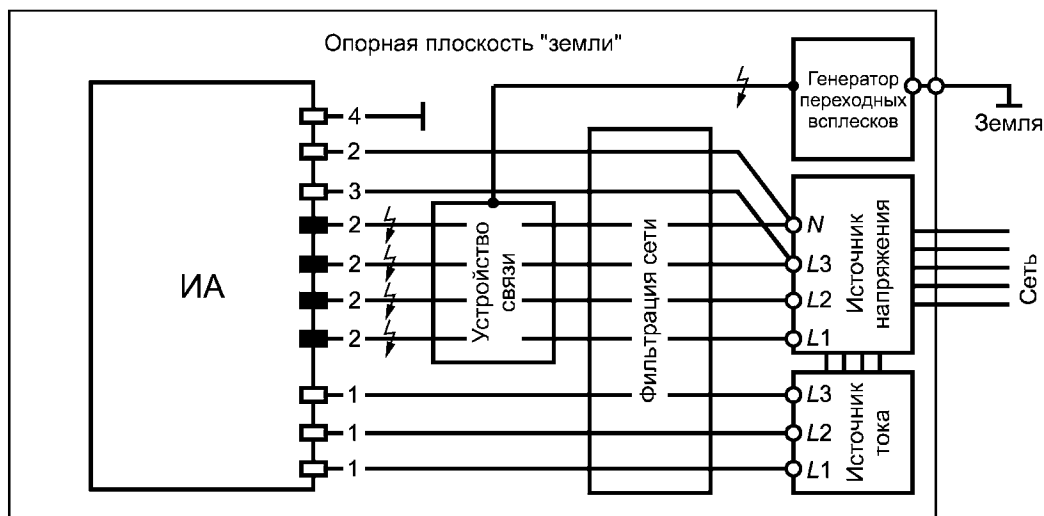 Опорная плоскость "земли"
Генератор
переходных
всплесков
Земля
ИА
4
2
3
2
2
2
2
1
1
1
Устройство
связи
Фильтрация сети
N
L3
L2
L1
Источник
напряжения
Сеть
L3
L2
L1
Источник
тока